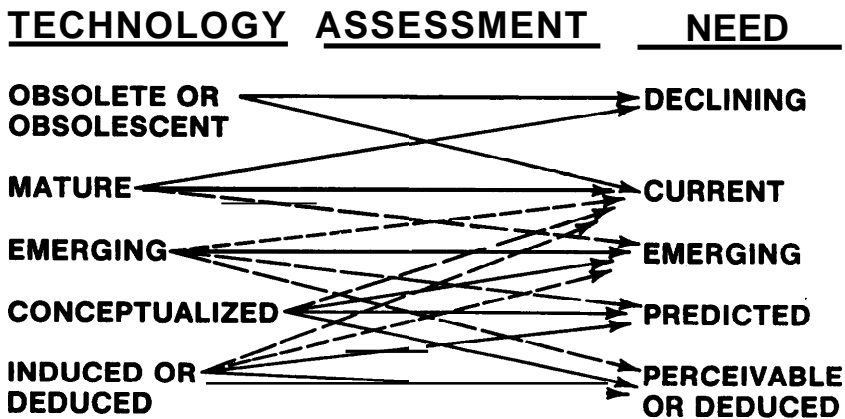 TECHNOLOGY ASSESSMENT NEED
OBSOLETE OR
OBSOLESCENT
DECLINING
MATURE
CURRENT
EMERGING
EMERGING
CONCEPTUALIZED
PREDICTED
INDUCED OR
DEDUCED
PERCEIVABLE
OR DEDUCED